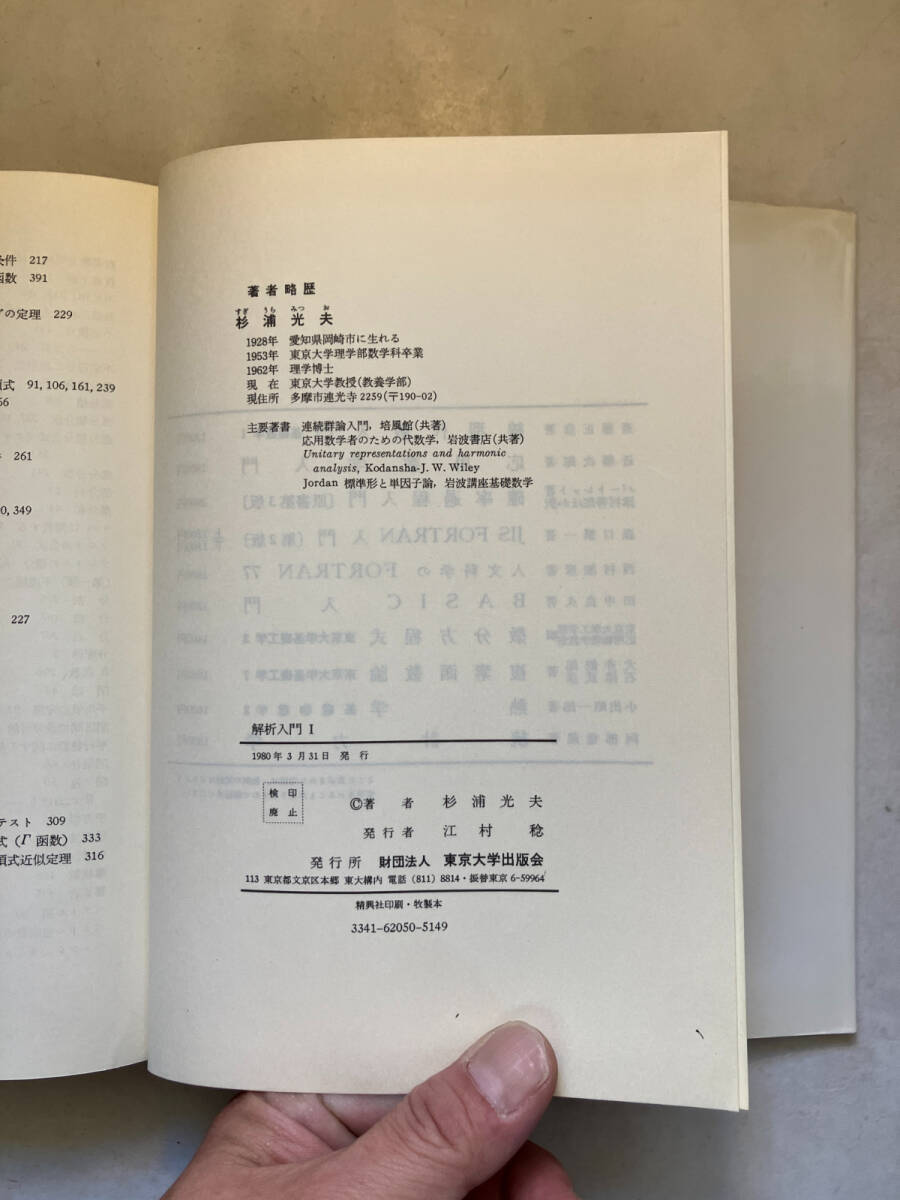 条件 217
函数 391
の定理 229
項式 91, 106, 161, 239
66
261
0, 349
227
テスト 309
式 (Γ 函数) 333
項式近似定理 316
著者略歴
すぎ うら みつ お
杉浦光夫
1928年 愛知県岡崎市に生れる
1953年 東京大学理学部数学科卒業
1962年 理学博士
現在 東京大学教授(教養学部)
現住所 多摩市連光寺 2259 (〒190-02)
主要著書 連続群論入門, 培風館(共著)
応用数学者のための代数学, 岩波書店(共著)
Unitary representations and harmonic
analysis, Kodansha-J. W. Wiley
Jordan 標準形と単因子論, 岩波講座基礎数学
解析入門 I
1980年3月31日 発行
検印
廃止
©著者 杉浦光夫
発行者 江村稔
発行所 財団法人 東京大学出版会
113 東京都文京区本郷 東大構内 電話 (811) 8814・振替東京 6-59964
精興社印刷・牧製本
3341-62050-5149